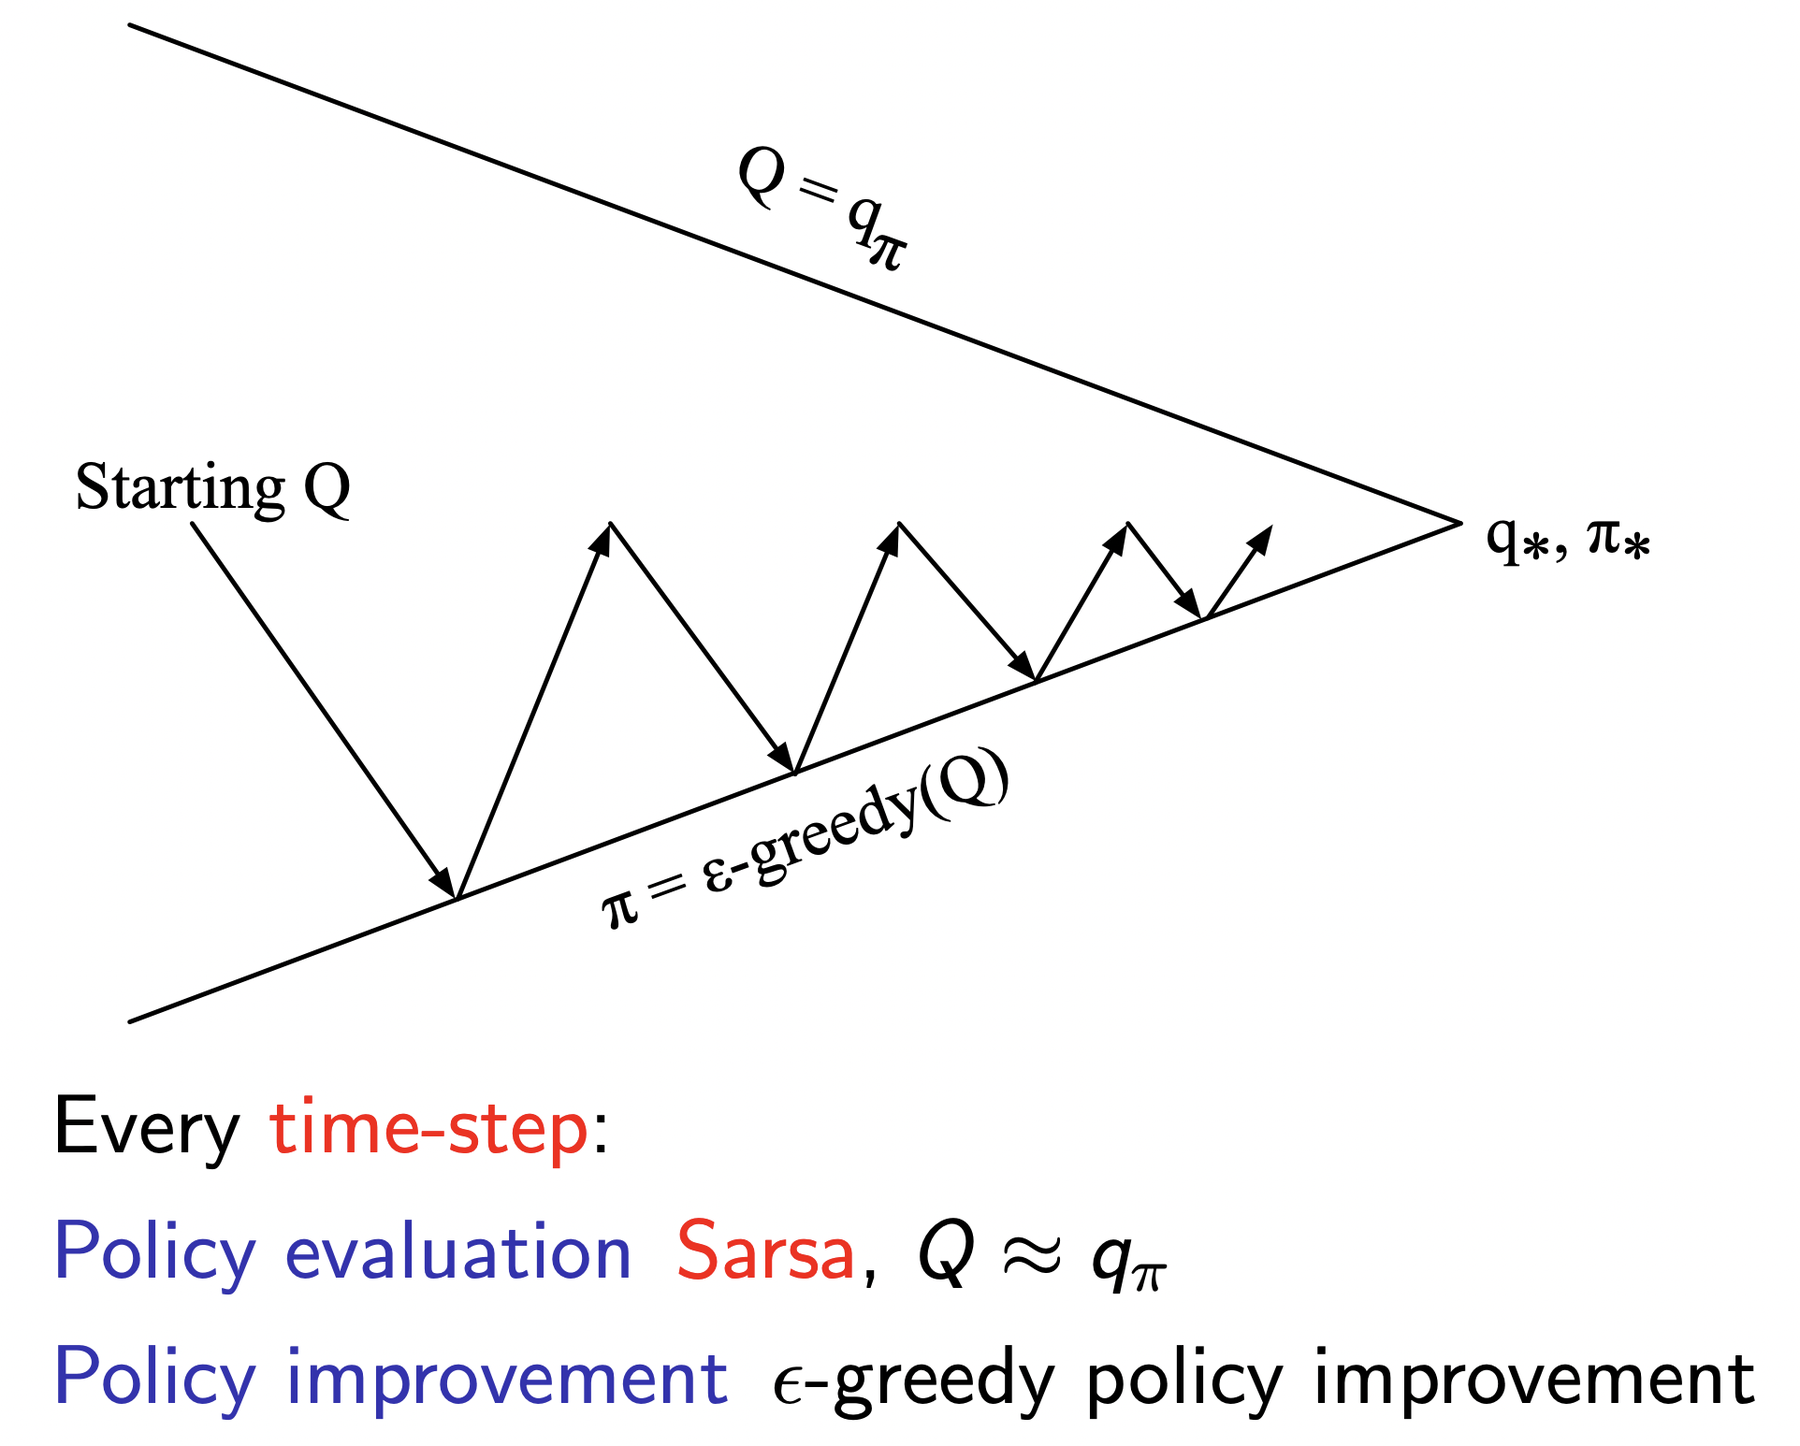 Q = qπ
Starting Q
q*, π*
π = ε-greedy(Q)
Every time-step:
Policy evaluation Sarsa, Q ≈ qπ
Policy improvement ϵ-greedy policy improvement